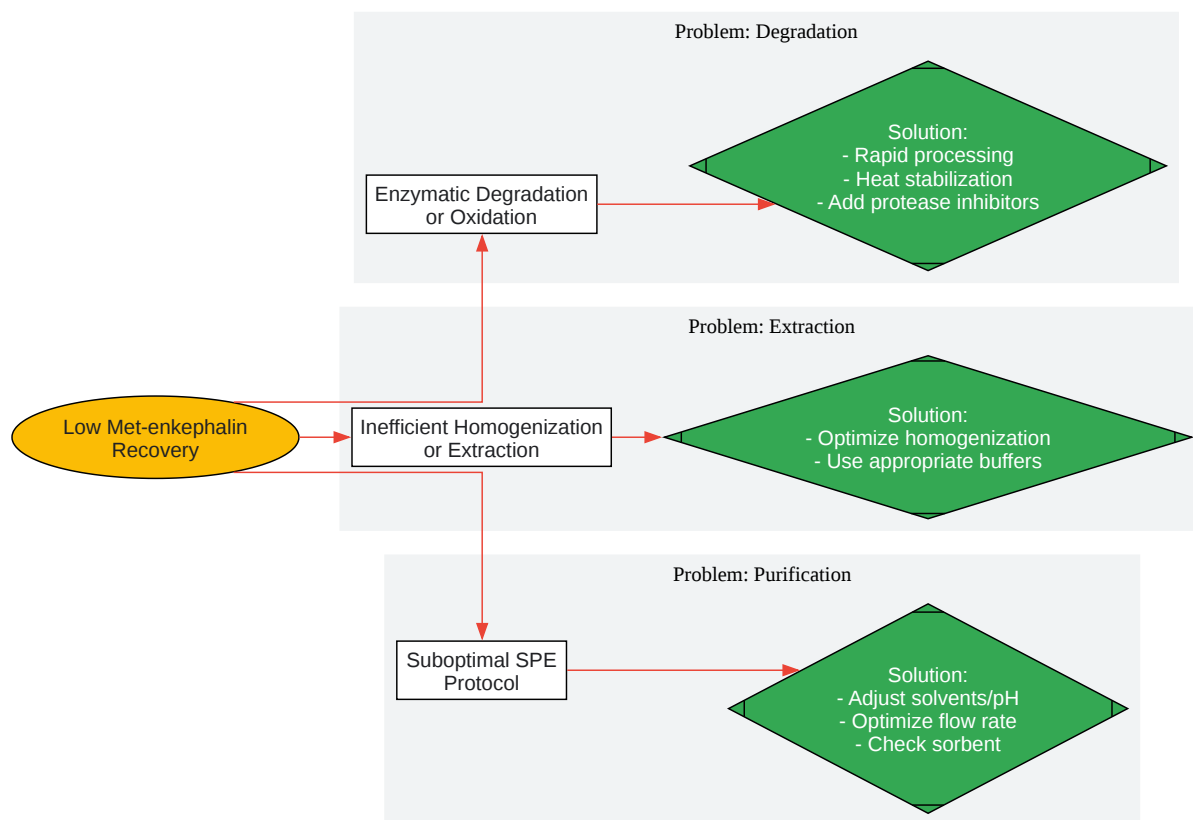 Problem: Degradation
Solution:
- Rapid processing
- Heat stabilization
- Add protease inhibitors
Enzymatic Degradation
or Oxidation
Problem: Extraction
Low Met-enkephalin
Recovery
Inefficient Homogenization
or Extraction
Solution:
- Optimize homogenization
- Use appropriate buffers
Problem: Purification
Suboptimal SPE
Protocol
Solution:
- Adjust solvents/pH
- Optimize flow rate
- Check sorbent